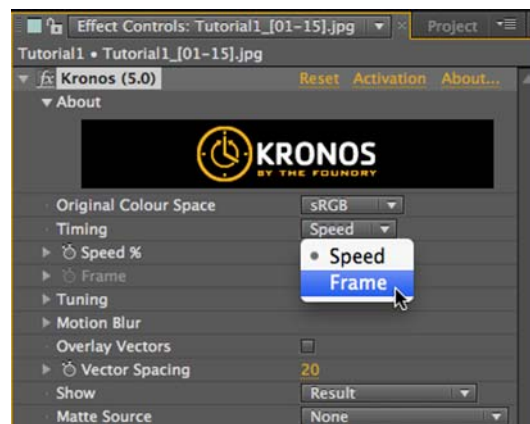 Effect Controls: Tutorial1_[01-15].jpg Project
Tutorial1 • Tutorial1_[01-15].jpg
fx Kronos (5.0) Reset Activation About...
About
KRONOS
BY THE FOUNDRY
Original Colour Space sRGB
Timing Speed
Speed % • Speed
Frame Frame
Tuning
Motion Blur
Overlay Vectors
Vector Spacing 20
Show Result
Matte Source None